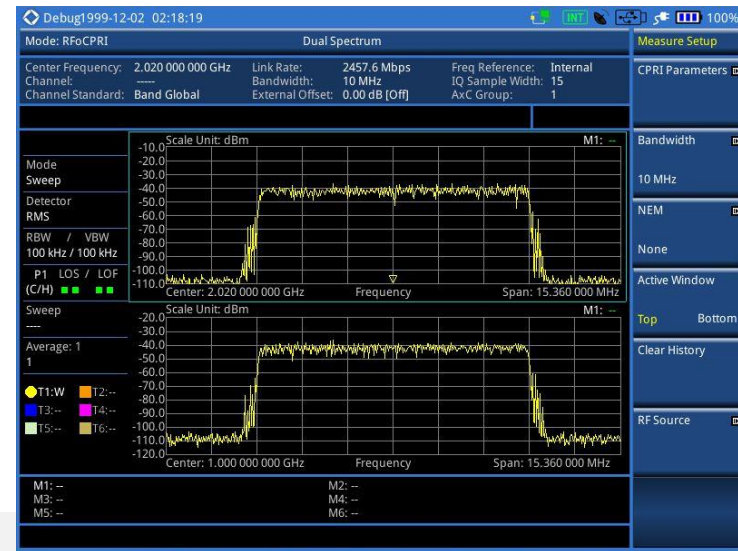 Debug1999-12-02 02:18:19 INT 100%
Mode: RFoCPRI Dual Spectrum Measure Setup
Center Frequency: 2.020 000 000 GHz Link Rate: 2457.6 Mbps Freq Reference: Internal
Channel: ----- Bandwidth: 10 MHz IQ Sample Width: 15
Channel Standard: Band Global External Offset: 0.00 dB [Off] AxC Group: 1
CPRI Parameters
Bandwidth
10 MHz
NEM
None
Active Window
Top Bottom
Clear History
RF Source
Mode
Sweep
Detector
RMS
RBW / VBW
100 kHz / 100 kHz
P1 LOS / LOF
(C/H)
Sweep
----
Average: 1
1
T1:W T2:--
T3:-- T4:--
T5:-- T6:--
Scale Unit: dBm M1: --
-10.0
-20.0
-30.0
-40.0
-50.0
-60.0
-70.0
-80.0
-90.0
-100.0
-110.0
Center: 2.020 000 000 GHz Frequency Span: 15.360 000 MHz
Scale Unit: dBm M1: --
-20.0
-30.0
-40.0
-50.0
-60.0
-70.0
-80.0
-90.0
-100.0
-110.0
-120.0
Center: 1.000 000 000 GHz Frequency Span: 15.360 000 MHz
M1: -- M2: --
M3: -- M4: --
M5: -- M6: --